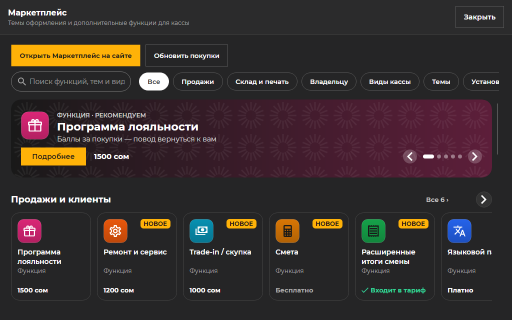 Маркетплейс
Темы оформления и дополнительные функции для кассы
Закрыть
Открыть Маркетплейс на сайте
Обновить покупки
Поиск функций, тем и вир
Все
Продажи
Склад и печать
Владельцу
Виды кассы
Темы
Установ
ФУНКЦИЯ · РЕКОМЕНДУЕМ
Программа лояльности
Баллы за покупки — повод вернуться к вам
Подробнее
1500 сом
Продажи и клиенты
Все 6 ›
Программа лояльности
Функция
1500 сом
НОВОЕ
Ремонт и сервис
Функция
1200 сом
НОВОЕ
Trade-in / скупка
Функция
1000 сом
НОВОЕ
Смета
Функция
Бесплатно
НОВОЕ
Расширенные итоги смены
Функция
Входит в тариф
Языковой п
Функция
Платно